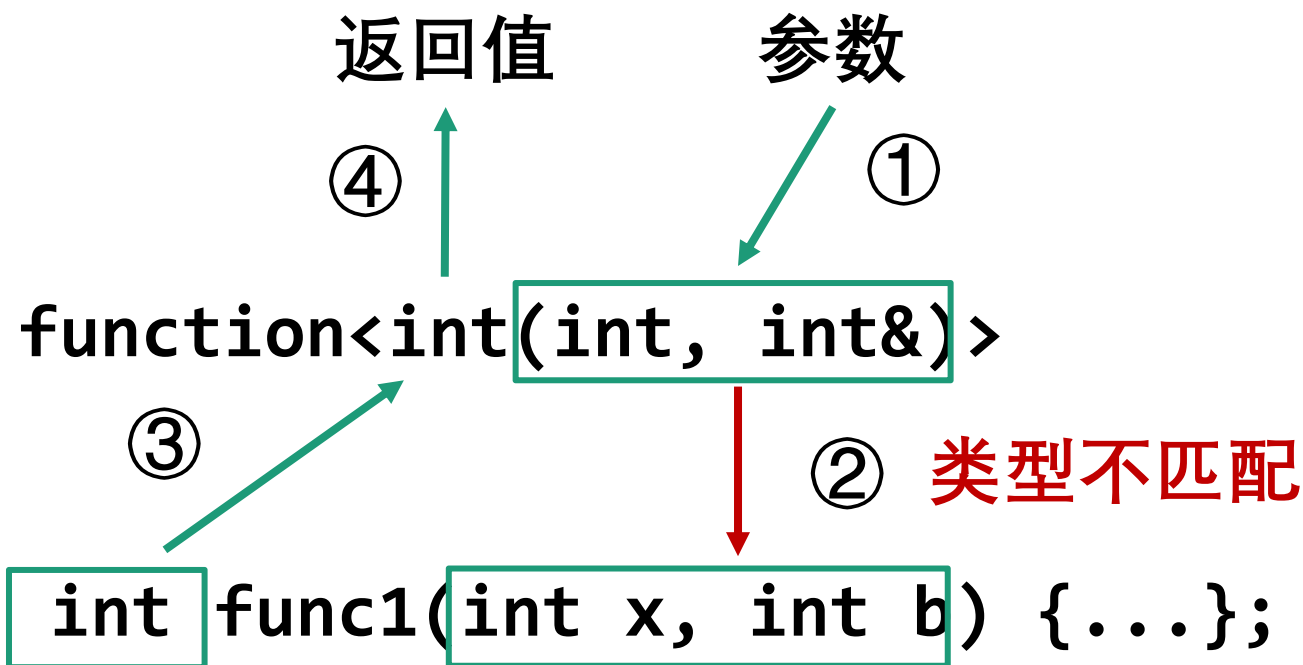 返回值 参数
④ ①
function<int(int, int&)>
③
② 类型不匹配
int func1(int x, int b) {...};